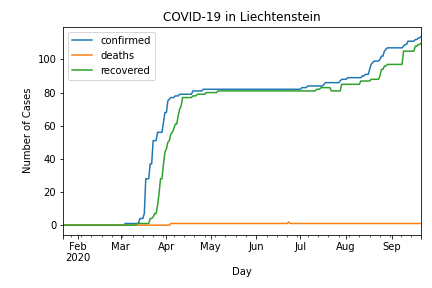 COVID-19 in Liechtenstein
confirmed
deaths
recovered
Number of Cases
100
80
60
40
20
0
Feb Mar Apr May Jun Jul Aug Sep
2020
Day